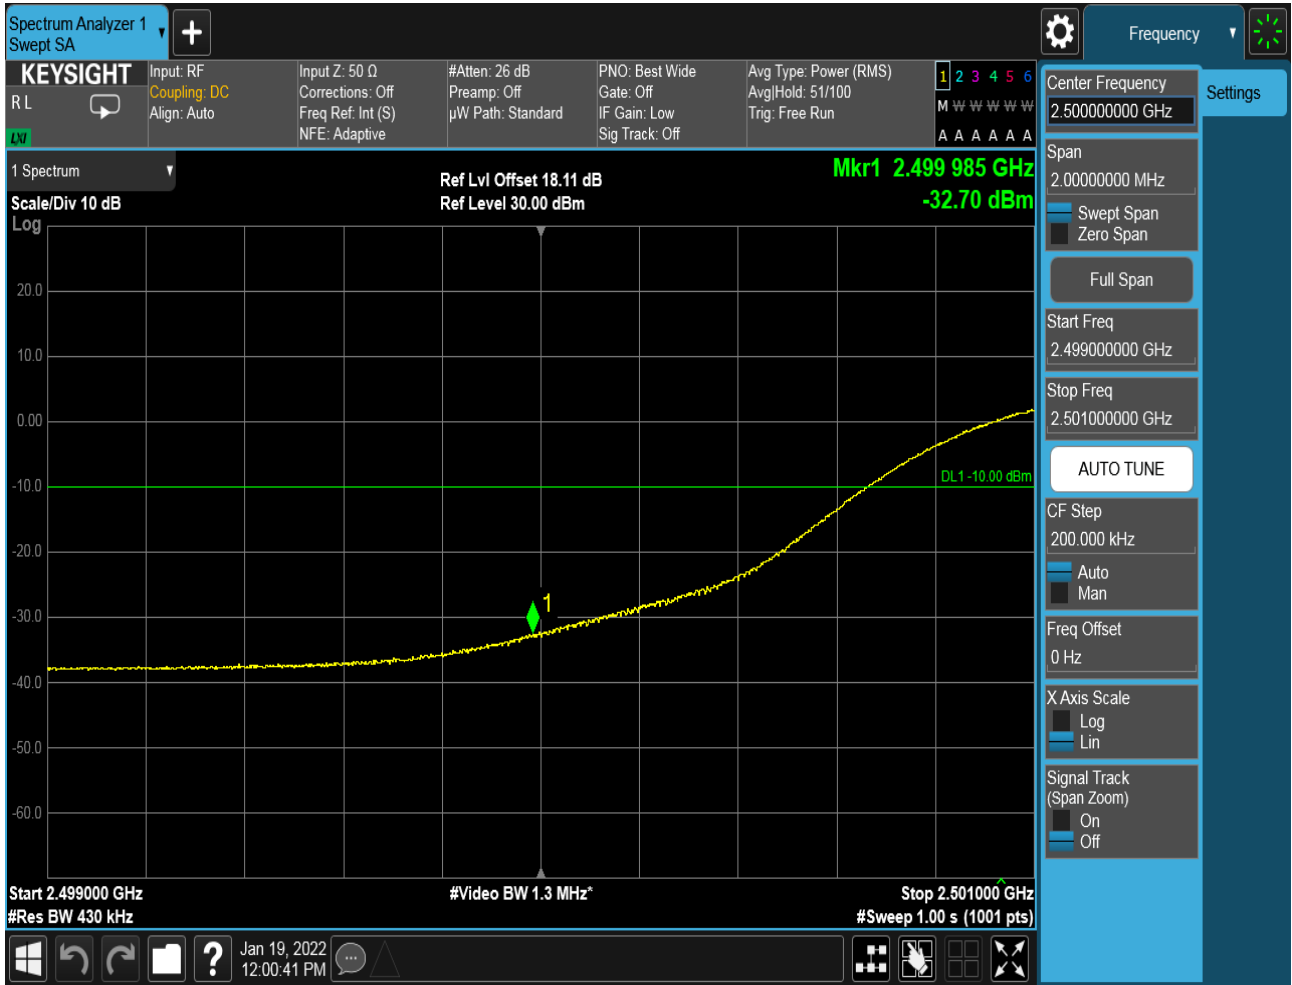 Spectrum Analyzer 1
Swept SA
Frequency
KEYSIGHT
R L
LXI
Input: RF
Coupling: DC
Align: Auto
Input Z: 50 Ω
Corrections: Off
Freq Ref: Int (S)
NFE: Adaptive
#Atten: 26 dB
Preamp: Off
µW Path: Standard
PNO: Best Wide
Gate: Off
IF Gain: Low
Sig Track: Off
Avg Type: Power (RMS)
Avg|Hold: 51/100
Trig: Free Run
1 2 3 4 5 6
M W W W W W
A A A A A A
1 Spectrum
Scale/Div 10 dB
Log
Ref Lvl Offset 18.11 dB
Ref Level 30.00 dBm
Mkr1 2.499 985 GHz
-32.70 dBm
20.0
10.0
0.00
-10.0
-20.0
-30.0
-40.0
-50.0
-60.0
DL1 -10.00 dBm
1
Start 2.499000 GHz
#Res BW 430 kHz
#Video BW 1.3 MHz*
Stop 2.501000 GHz
#Sweep 1.00 s (1001 pts)
Jan 19, 2022
12:00:41 PM
Center Frequency
2.500000000 GHz
Span
2.00000000 MHz
Swept Span
Zero Span
Full Span
Start Freq
2.499000000 GHz
Stop Freq
2.501000000 GHz
AUTO TUNE
CF Step
200.000 kHz
Auto
Man
Freq Offset
0 Hz
X Axis Scale
Log
Lin
Signal Track
(Span Zoom)
On
Off
Settings